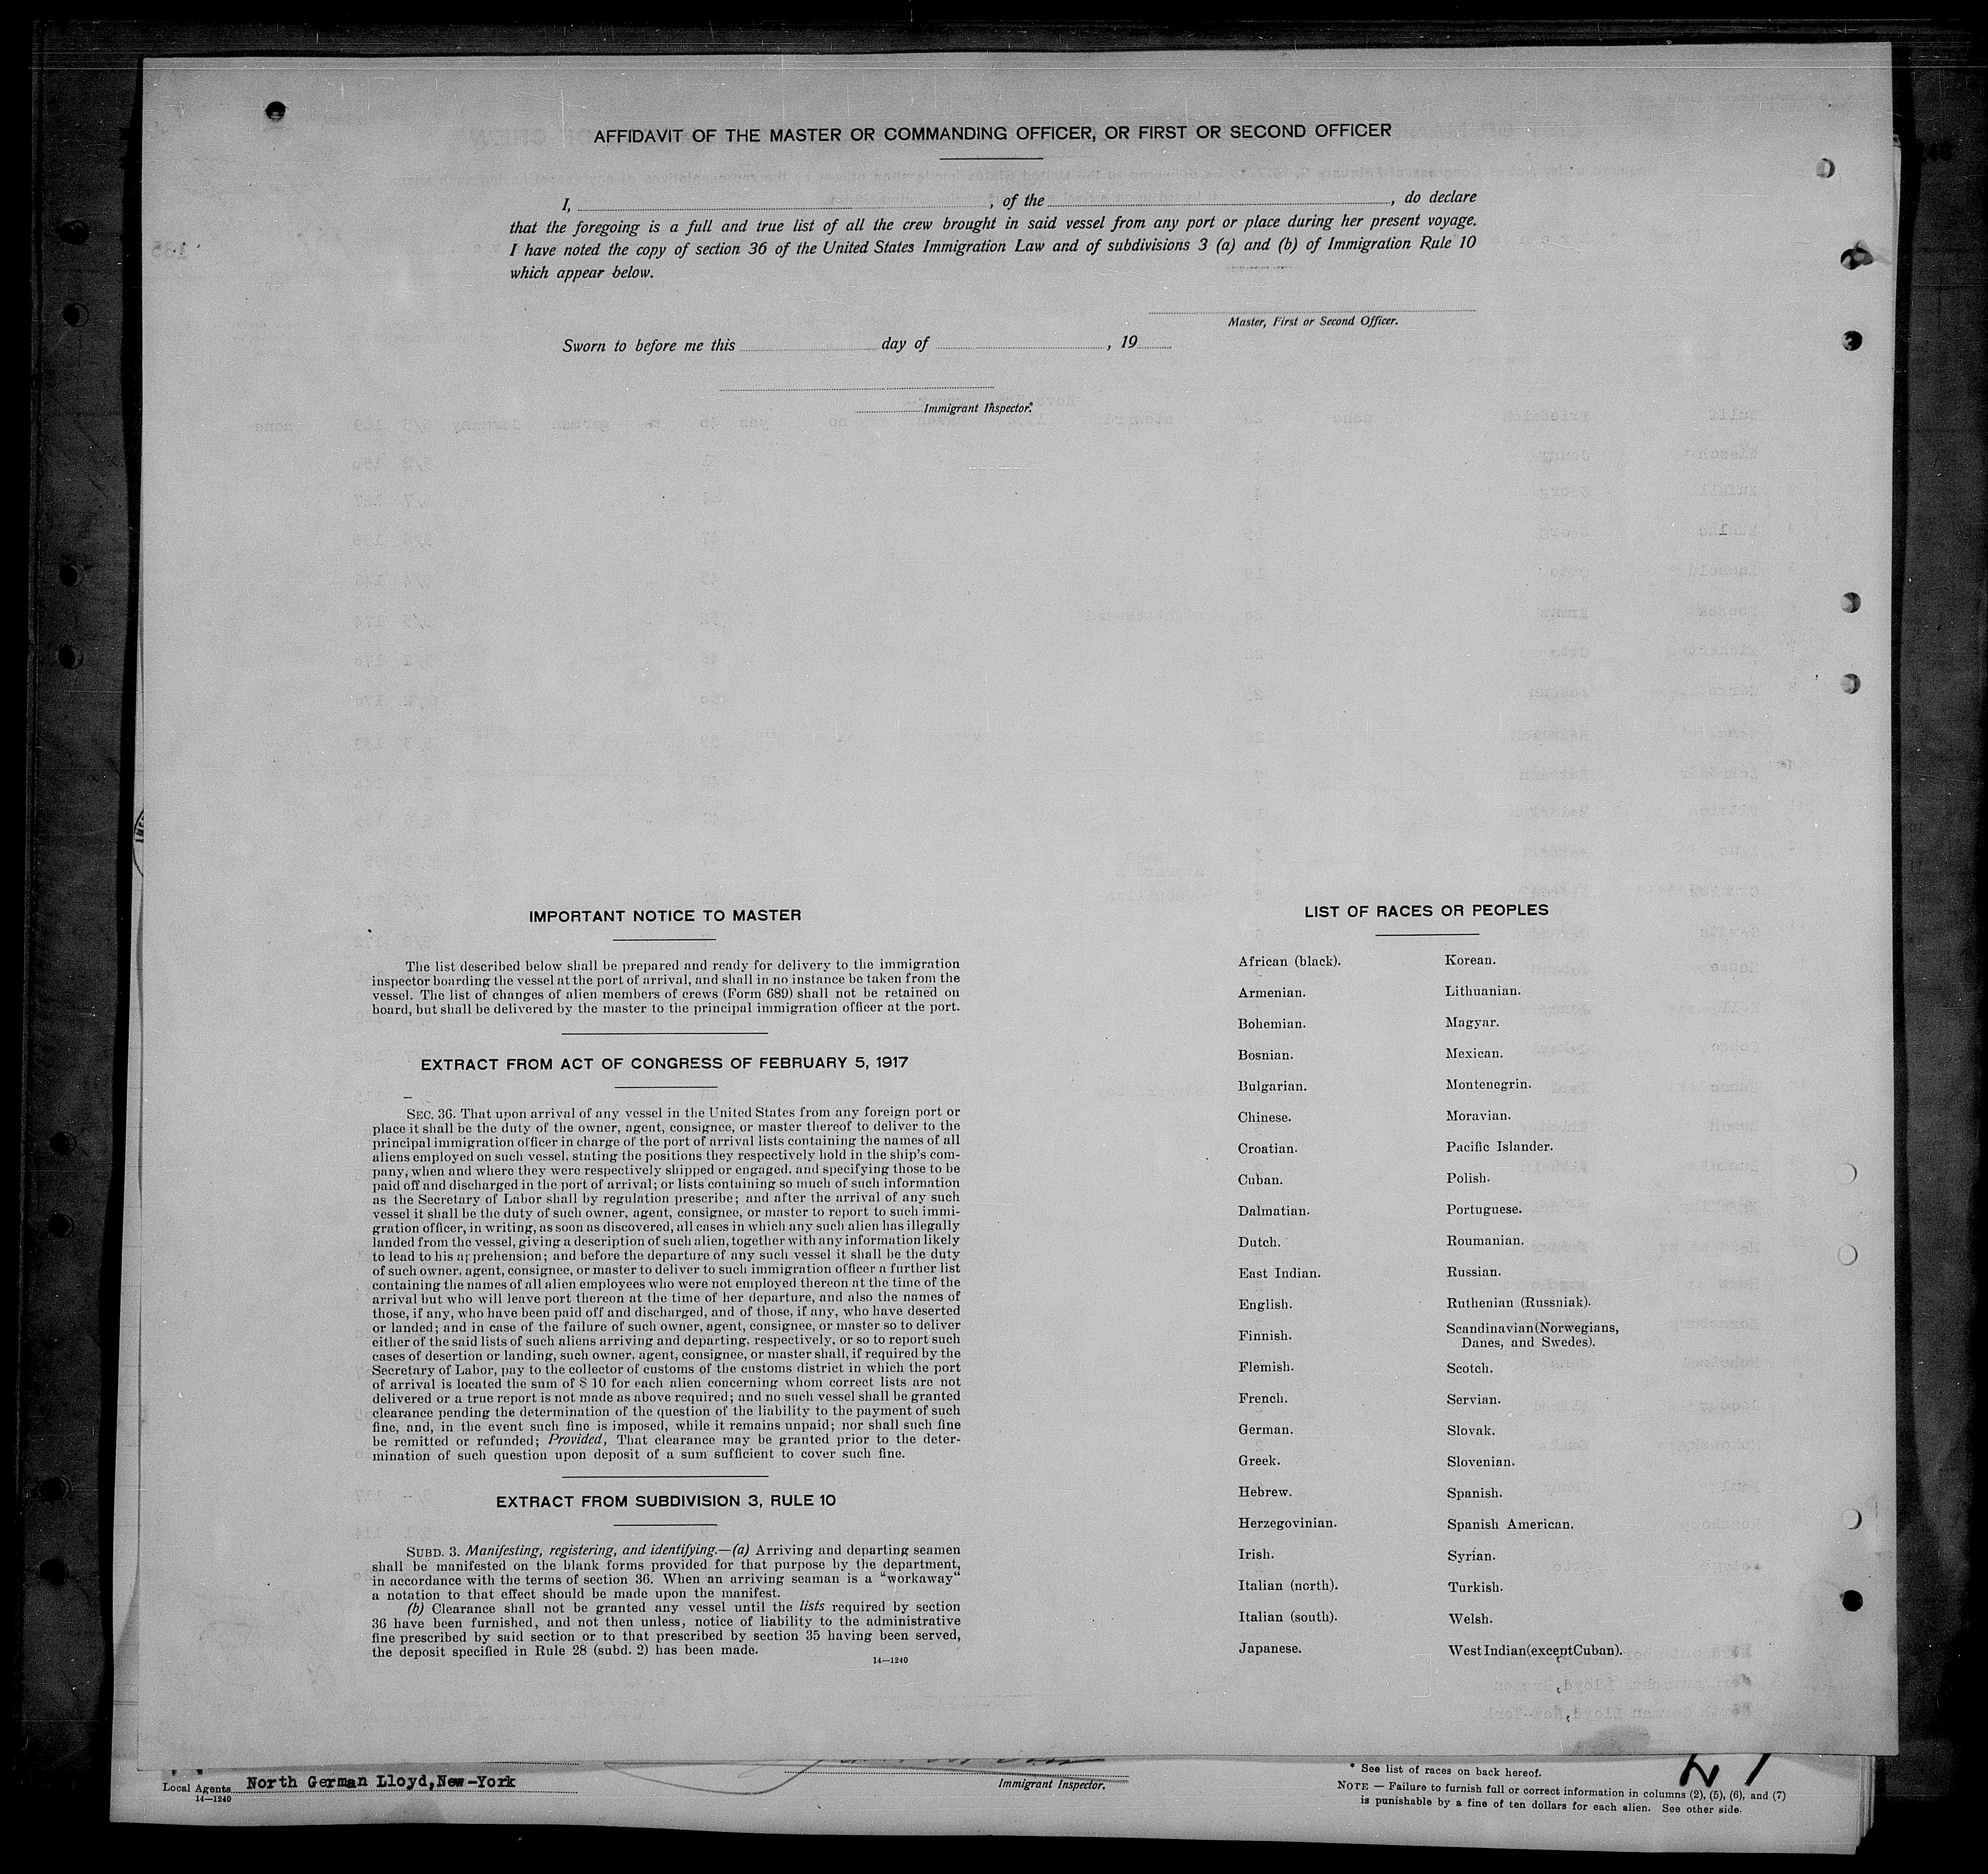 AFFIDAVIT OF THE MASTER OR COMMANDING OFFICER, OR FIRST OR SECOND OFFICER
I, , of the , do declare
that the foregoing is a full and true list of all the crew brought in said vessel from any port or place during her present voyage.
I have noted the copy of section 36 of the United States Immigration Law and of subdivisions 3 (a) and (b) of Immigration Rule 10
which appear below.
Master, First or Second Officer.
Sworn to before me this day of , 19
Immigrant Inspector.
IMPORTANT NOTICE TO MASTER
The list described below shall be prepared and ready for delivery to the immigration
inspector boarding the vessel at the port of arrival, and shall in no instance be taken from the
vessel. The list of changes of alien members of crews (Form 689) shall not be retained on
board, but shall be delivered by the master to the principal immigration officer at the port.
EXTRACT FROM ACT OF CONGRESS OF FEBRUARY 5, 1917
SEC. 36. That upon arrival of any vessel in the United States from any foreign port or
place it shall be the duty of the owner, agent, consignee, or master thereof to deliver to the
principal immigration officer in charge of the port of arrival lists containing the names of all
aliens employed on such vessel, stating the positions they respectively hold in the ship's com-
pany, when and where they were respectively shipped or engaged, and specifying those to be
paid off and discharged in the port of arrival; or lists containing so much of such information
as the Secretary of Labor shall by regulation prescribe; and after the arrival of any such
vessel it shall be the duty of such owner, agent, consignee, or master to report to such immi-
gration officer, in writing, as soon as discovered, all cases in which any such alien has illegally
landed from the vessel, giving a description of such alien, together with any information likely
to lead to his apprehension; and before the departure of any such vessel it shall be the duty
of such owner, agent, consignee, or master to deliver to such immigration officer a further list
containing the names of all alien employees who were not employed thereon at the time of the
arrival but who will leave port thereon at the time of her departure, and also the names of
those, if any, who have been paid off and discharged, and of those, if any, who have deserted
or landed; and in case of the failure of such owner, agent, consignee, or master so to deliver
either of the said lists of such aliens arriving and departing, respectively, or so to report such
cases of desertion or landing, such owner, agent, consignee, or master shall, if required by the
Secretary of Labor, pay to the collector of customs of the customs district in which the port
of arrival is located the sum of $ 10 for each alien concerning whom correct lists are not
delivered or a true report is not made as above required; and no such vessel shall be granted
clearance pending the determination of the question of the liability to the payment of such
fine, and, in the event such fine is imposed, while it remains unpaid; nor shall such fine
be remitted or refunded; Provided, That clearance may be granted prior to the deter-
mination of such question upon deposit of a sum sufficient to cover such fine.
EXTRACT FROM SUBDIVISION 3, RULE 10
SUBD. 3. Manifesting, registering, and identifying.—(a) Arriving and departing seamen
shall be manifested on the blank forms provided for that purpose by the department,
in accordance with the terms of section 36. When an arriving seaman is a “workaway“
a notation to that effect should be made upon the manifest.
(b) Clearance shall not be granted any vessel until the lists required by section
36 have been furnished, and not then unless, notice of liability to the administrative
fine prescribed by said section or to that prescribed by section 35 having been served,
the deposit specified in Rule 28 (subd. 2) has been made.
14—1240
LIST OF RACES OR PEOPLES
African (black).
Armenian.
Bohemian.
Bosnian.
Bulgarian.
Chinese.
Croatian.
Cuban.
Dalmatian.
Dutch.
East Indian.
English.
Finnish.
Flemish.
French.
German.
Greek.
Hebrew.
Herzegovinian.
Irish.
Italian (north).
Italian (south).
Japanese.
Korean.
Lithuanian.
Magyar.
Mexican.
Montenegrin.
Moravian.
Pacific Islander.
Polish.
Portuguese.
Roumanian.
Russian.
Ruthenian (Russniak).
Scandinavian(Norwegians,
Danes, and Swedes).
Scotch.
Servian.
Slovak.
Slovenian.
Spanish.
Spanish American.
Syrian.
Turkish.
Welsh.
West Indian(except Cuban).
Local Agents North German Lloyd,New-York
14—1240
Immigrant Inspector.
* See list of races on back hereof.
NOTE — Failure to furnish full or correct information in columns (2), (5), (6), and (7)
is punishable by a fine of ten dollars for each alien. See other side.